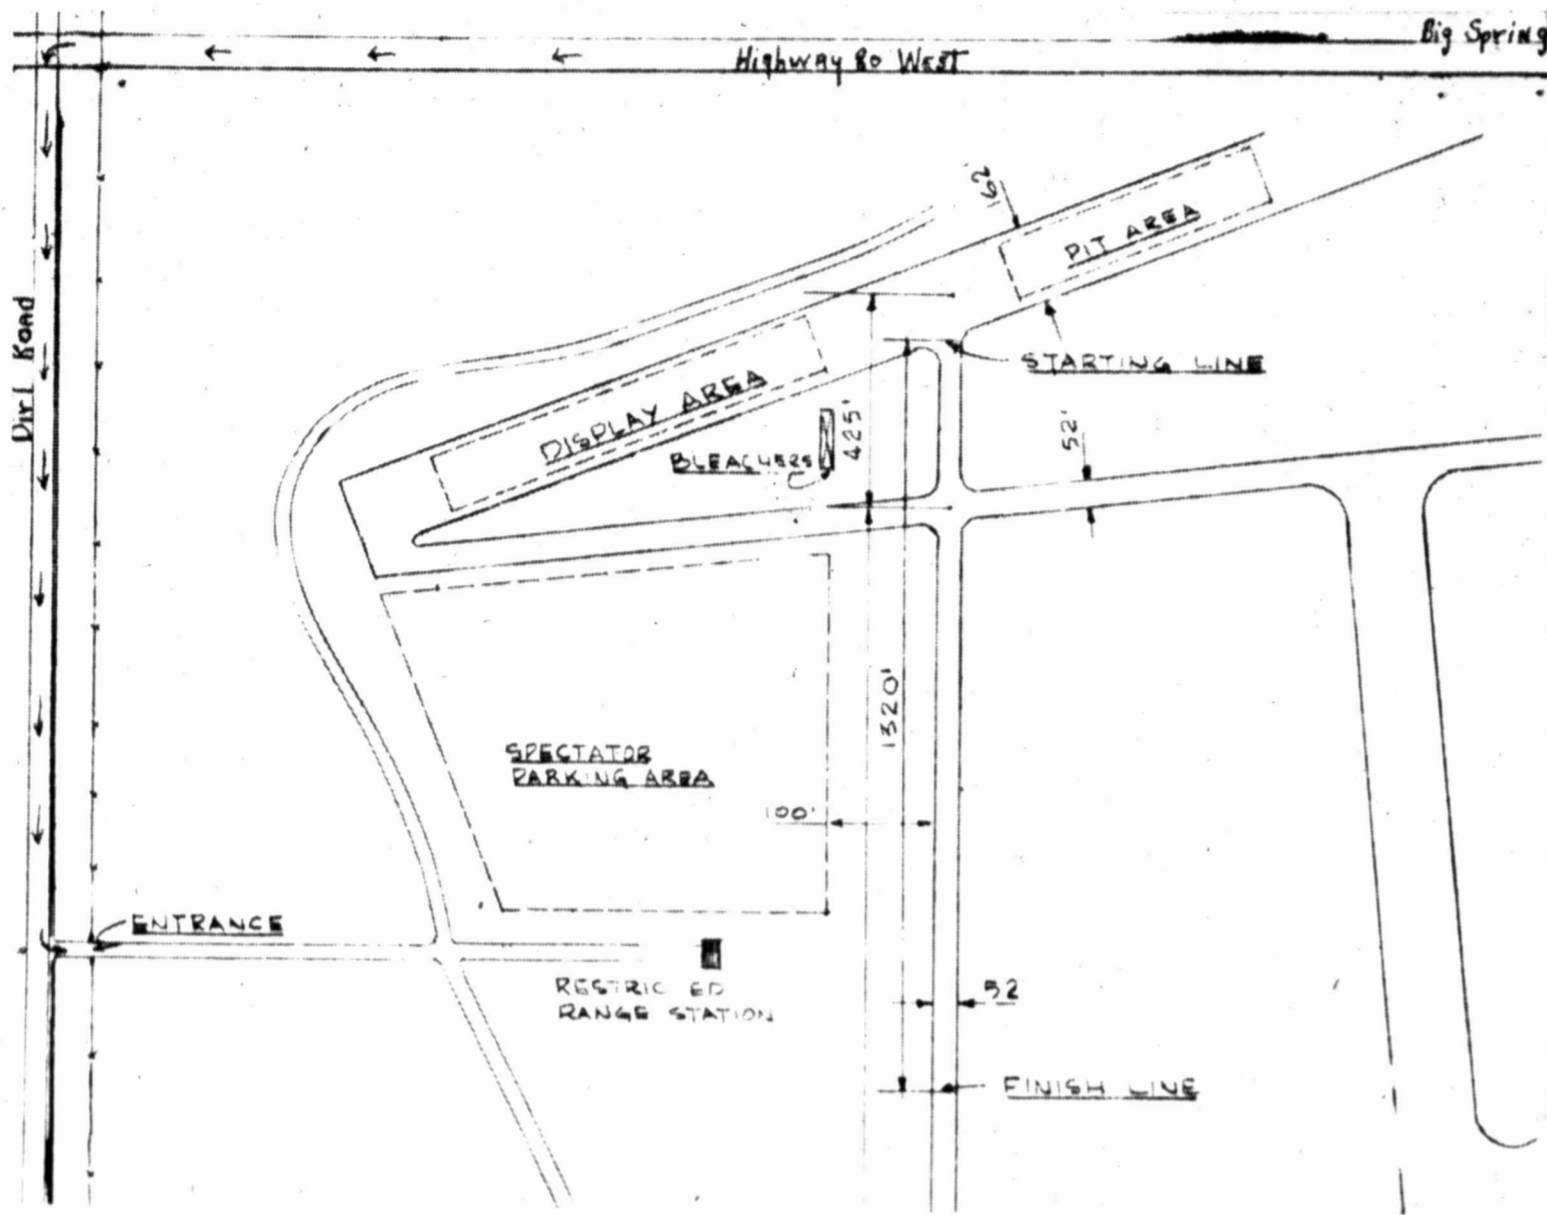 Big Spring
Highway 80 West
162'
PIT AREA
Dirt Road
STARTING LINE
DISPLAY AREA
425'
52'
BLEACHERS
1320'
SPECTATOR
PARKING AREA
100'
ENTRANCE
RESTRIC ED
RANGE STATION
52
FINISH LINE